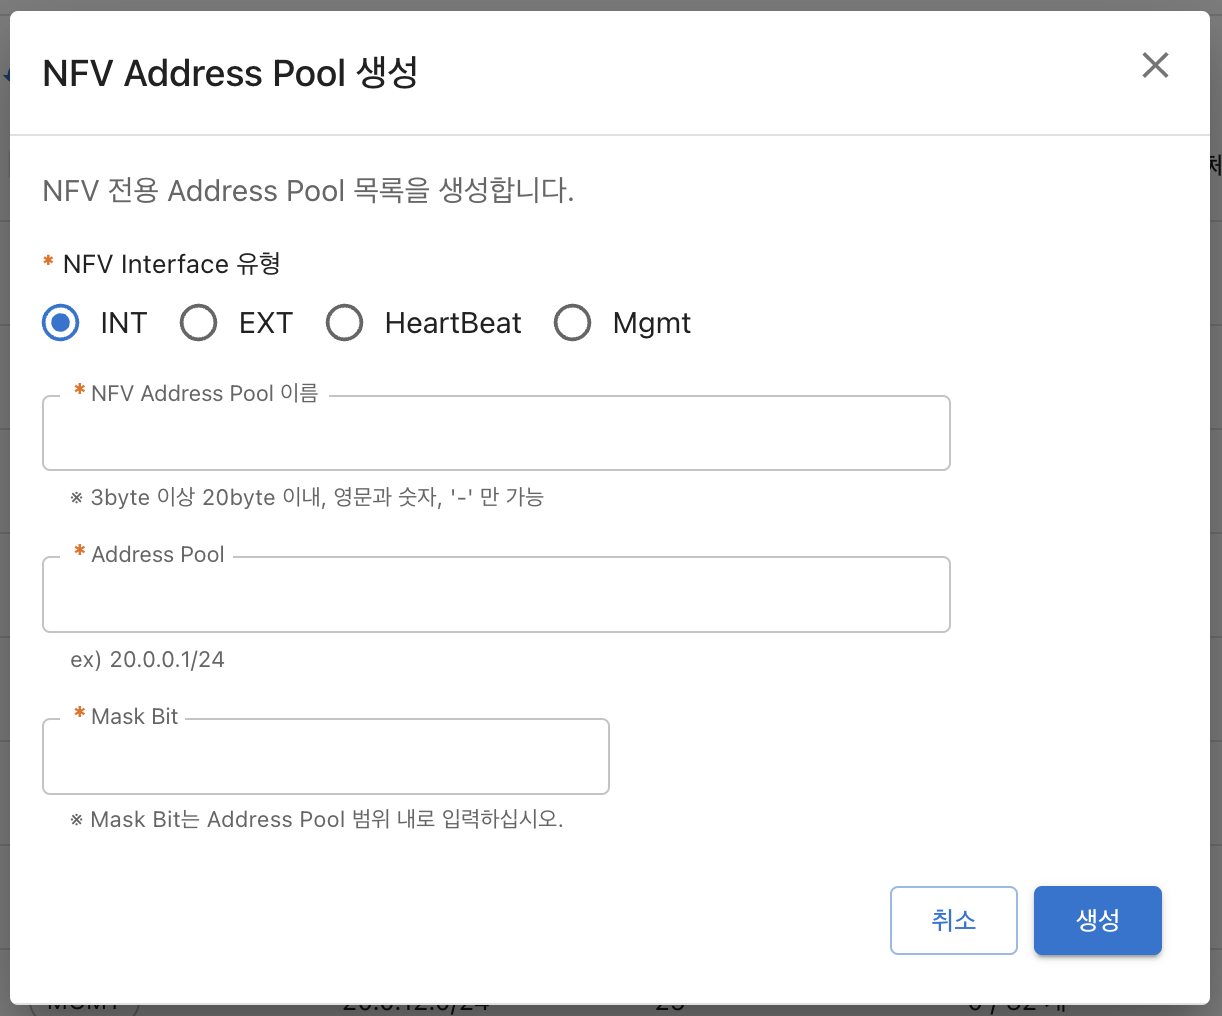 NFV Address Pool 생성
NFV 전용 Address Pool 목록을 생성합니다.
* NFV Interface 유형
INT EXT HeartBeat Mgmt
* NFV Address Pool 이름
※ 3byte 이상 20byte 이내, 영문과 숫자, '-' 만 가능
* Address Pool
ex) 20.0.0.1/24
* Mask Bit
※ Mask Bit는 Address Pool 범위 내로 입력하십시오.
취소 생성